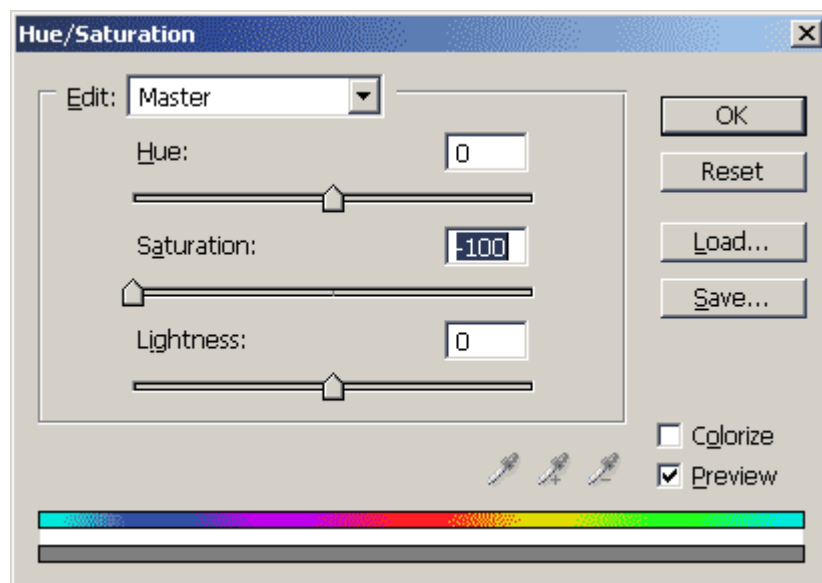 Hue/Saturation
Edit: Master
OK
Hue: 0
Reset
Saturation: -100
Load...
Save...
Lightness: 0
Colorize
Preview